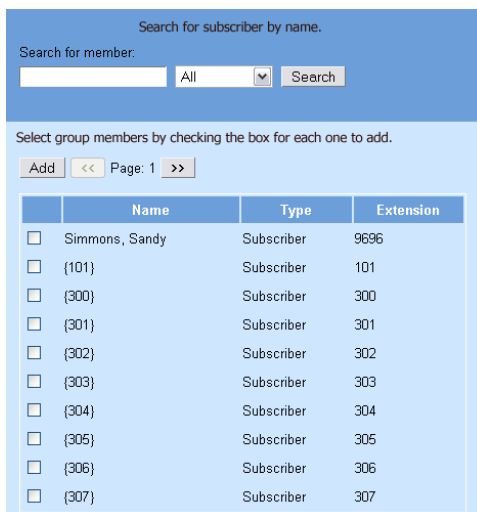 Search for subscriber by name.
Search for member:
All Search
Select group members by checking the box for each one to add.
Add << Page: 1 >>
Name Type Extension
Simmons, Sandy Subscriber 9696
{101} Subscriber 101
{300} Subscriber 300
{301} Subscriber 301
{302} Subscriber 302
{303} Subscriber 303
{304} Subscriber 304
{305} Subscriber 305
{306} Subscriber 306
{307} Subscriber 307